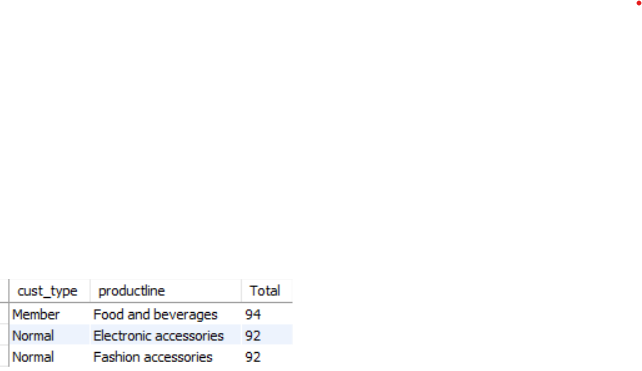 cust_type productline Total
Member Food and beverages 94
Normal Electronic accessories 92
Normal Fashion accessories 92